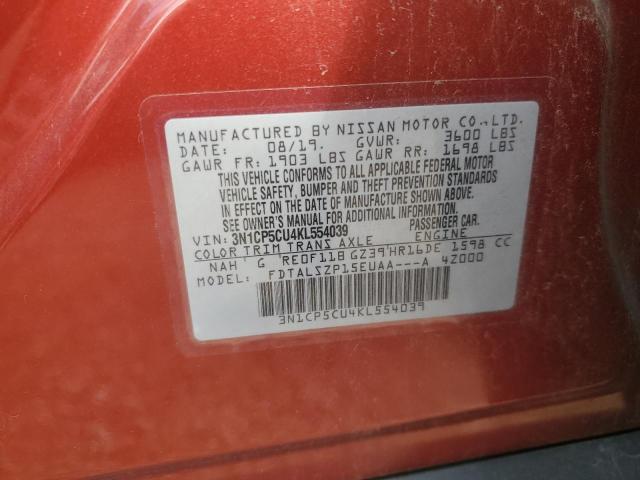 MANUFACTURED BY NISSAN MOTOR CO.,LTD.
DATE: 08/19. GVWR: 3600 LBS
GAWR FR: 1903 LBS GAWR RR: 1698 LBS
THIS VEHICLE CONFORMS TO ALL APPLICABLE FEDERAL MOTOR
VEHICLE SAFETY, BUMPER AND THEFT PREVENTION STANDARDS
IN EFFECT ON THE DATE OF MANUFACTURE SHOWN ABOVE.
SEE OWNER'S MANUAL FOR ADDITIONAL INFORMATION
VIN: 3N1CP5CU4KL554039 PASSENGER CAR.
COLOR TRIM TRANS AXLE ENGINE
NAH G RE0F11B GZ39 HR16DE 1598 CC
MODEL: FDTALSZP15EUAA---A 4Z000
3N1CP5CU4KL554039